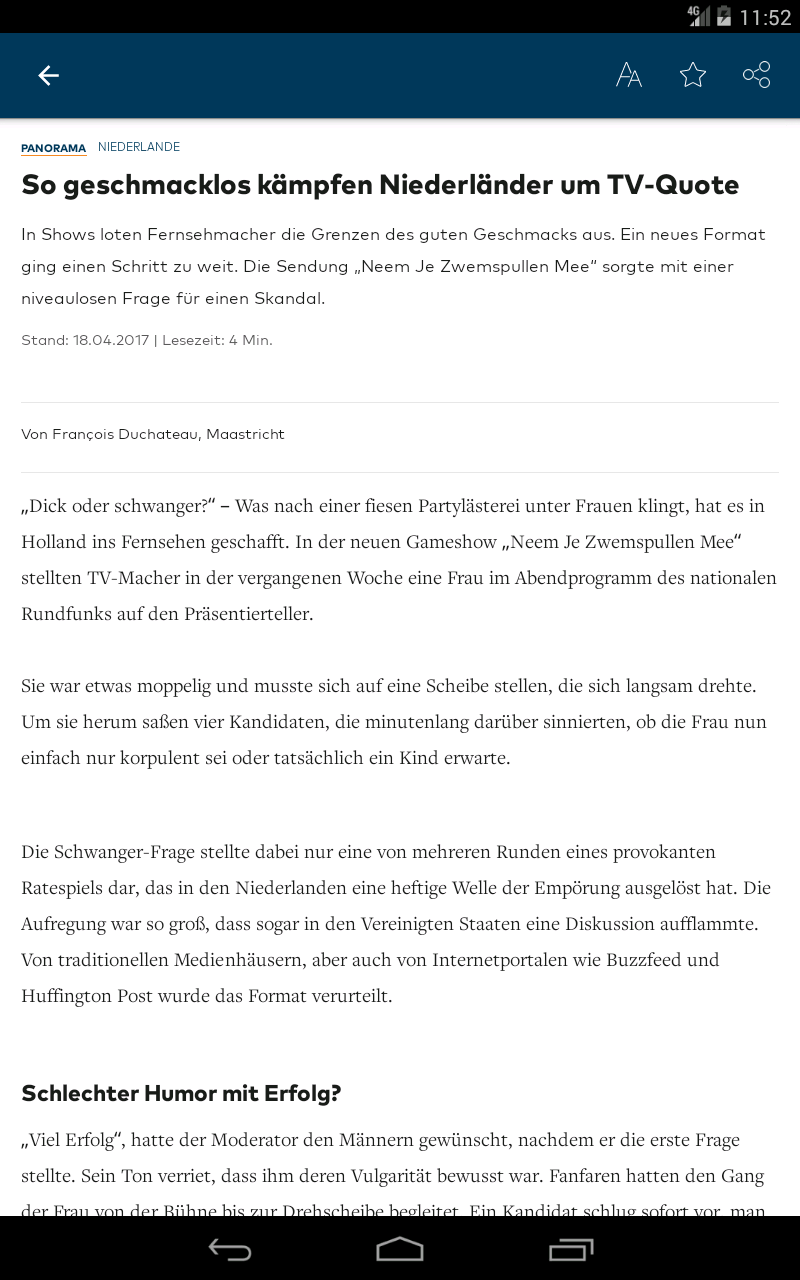 4G 11:52
PANORAMA NIEDERLANDE
So geschmacklos kämpfen Niederländer um TV-Quote
In Shows loten Fernsehmacher die Grenzen des guten Geschmacks aus. Ein neues Format
ging einen Schritt zu weit. Die Sendung „Neem Je Zwemspullen Mee“ sorgte mit einer
niveaulosen Frage für einen Skandal.
Stand: 18.04.2017 | Lesezeit: 4 Min.
Von François Duchateau, Maastricht
„Dick oder schwanger?“ – Was nach einer fiesen Partylästerei unter Frauen klingt, hat es in
Holland ins Fernsehen geschafft. In der neuen Gameshow „Neem Je Zwemspullen Mee“
stellten TV-Macher in der vergangenen Woche eine Frau im Abendprogramm des nationalen
Rundfunks auf den Präsentierteller.
Sie war etwas moppelig und musste sich auf eine Scheibe stellen, die sich langsam drehte.
Um sie herum saßen vier Kandidaten, die minutenlang darüber sinnierten, ob die Frau nun
einfach nur korpulent sei oder tatsächlich ein Kind erwarte.
Die Schwanger-Frage stellte dabei nur eine von mehreren Runden eines provokanten
Ratespiels dar, das in den Niederlanden eine heftige Welle der Empörung ausgelöst hat. Die
Aufregung war so groß, dass sogar in den Vereinigten Staaten eine Diskussion aufflammte.
Von traditionellen Medienhäusern, aber auch von Internetportalen wie Buzzfeed und
Huffington Post wurde das Format verurteilt.
Schlechter Humor mit Erfolg?
„Viel Erfolg“, hatte der Moderator den Männern gewünscht, nachdem er die erste Frage
stellte. Sein Ton verriet, dass ihm deren Vulgarität bewusst war. Fanfaren hatten den Gang
der Frau von der Bühne bis zur Drehscheibe begleitet. Ein Kandidat schlug sofort vor, man